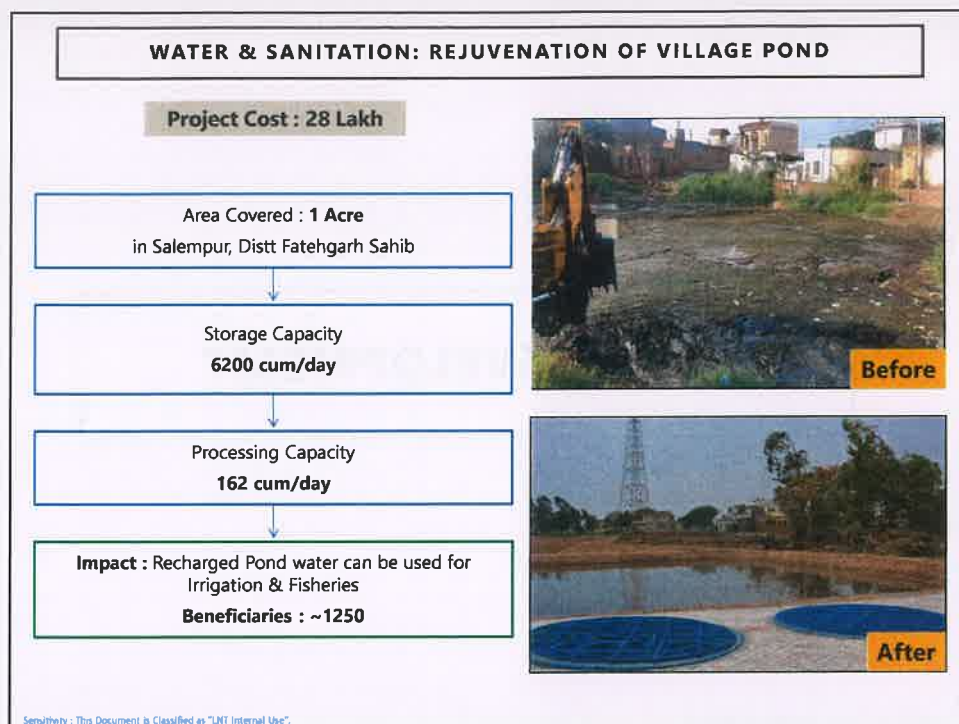 WATER & SANITATION: REJUVENATION OF VILLAGE POND
Project Cost : 28 Lakh
Area Covered : 1 Acre
in Salempur, Distt Fatehgarh Sahib
Storage Capacity
6200 cum/day
Processing Capacity
162 cum/day
Impact : Recharged Pond water can be used for
Irrigation & Fisheries
Beneficiaries : ~1250
Before
After
Sensitivity : This Document is Classified as "LNT Internal Use".